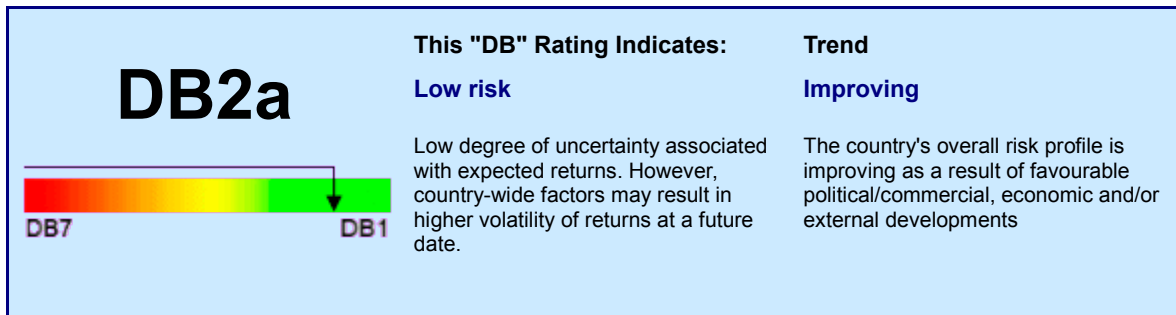 DB2a
DB7
DB1
This "DB" Rating Indicates:
Low risk
Low degree of uncertainty associated
with expected returns. However,
country-wide factors may result in
higher volatility of returns at a future
date.
Trend
Improving
The country's overall risk profile is
improving as a result of favourable
political/commercial, economic and/or
external developments